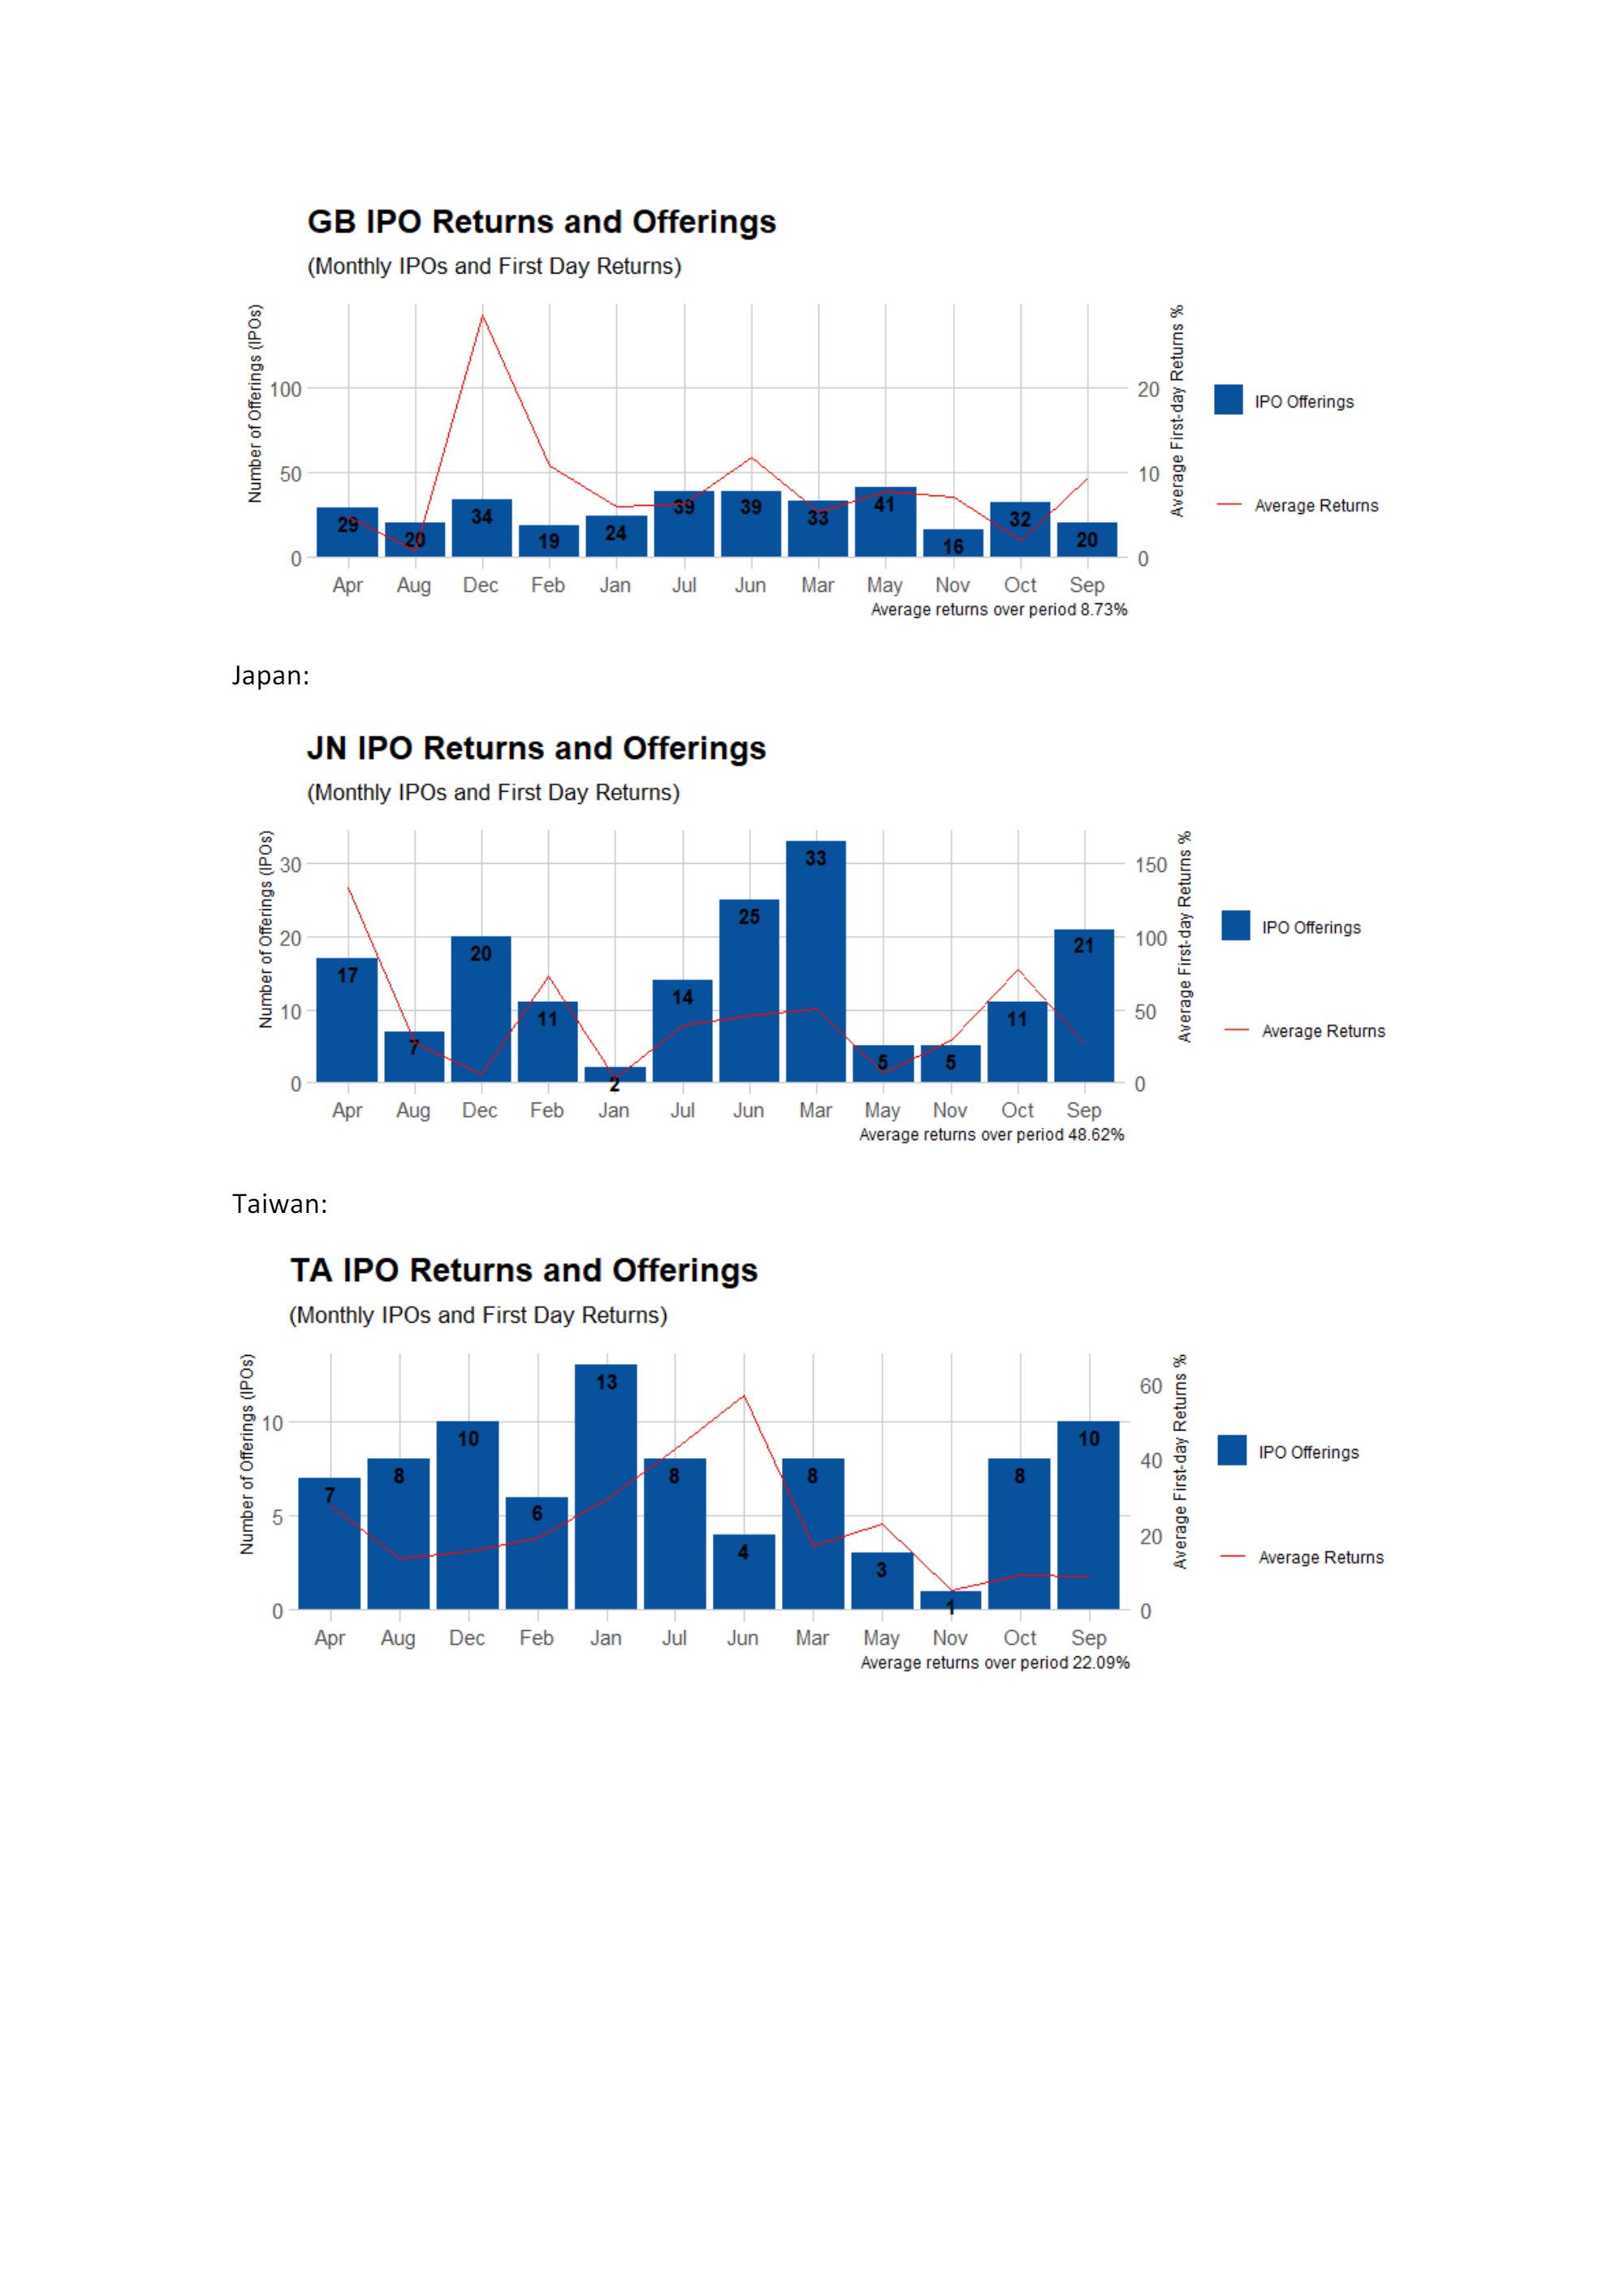 GB IPO Returns and Offerings
(Monthly IPOs and First Day Returns)
Number of Offerings (IPOs)
100
50
0
29
20
34
19
24
39
39
33
41
16
32
20
20
10
0
Average First-day Returns %
IPO Offerings
Average Returns
Apr Aug Dec Feb Jan Jul Jun Mar May Nov Oct Sep
Average returns over period 8.73%
Japan:
JN IPO Returns and Offerings
(Monthly IPOs and First Day Returns)
Number of Offerings (IPOs)
30
20
10
0
17
7
20
11
2
14
25
33
5
5
11
21
150
100
50
0
Average First-day Returns %
IPO Offerings
Average Returns
Apr Aug Dec Feb Jan Jul Jun Mar May Nov Oct Sep
Average returns over period 48.62%
Taiwan:
TA IPO Returns and Offerings
(Monthly IPOs and First Day Returns)
Number of Offerings (IPOs)
10
5
0
7
8
10
6
13
8
4
8
3
1
8
10
60
40
20
0
Average First-day Returns %
IPO Offerings
Average Returns
Apr Aug Dec Feb Jan Jul Jun Mar May Nov Oct Sep
Average returns over period 22.09%